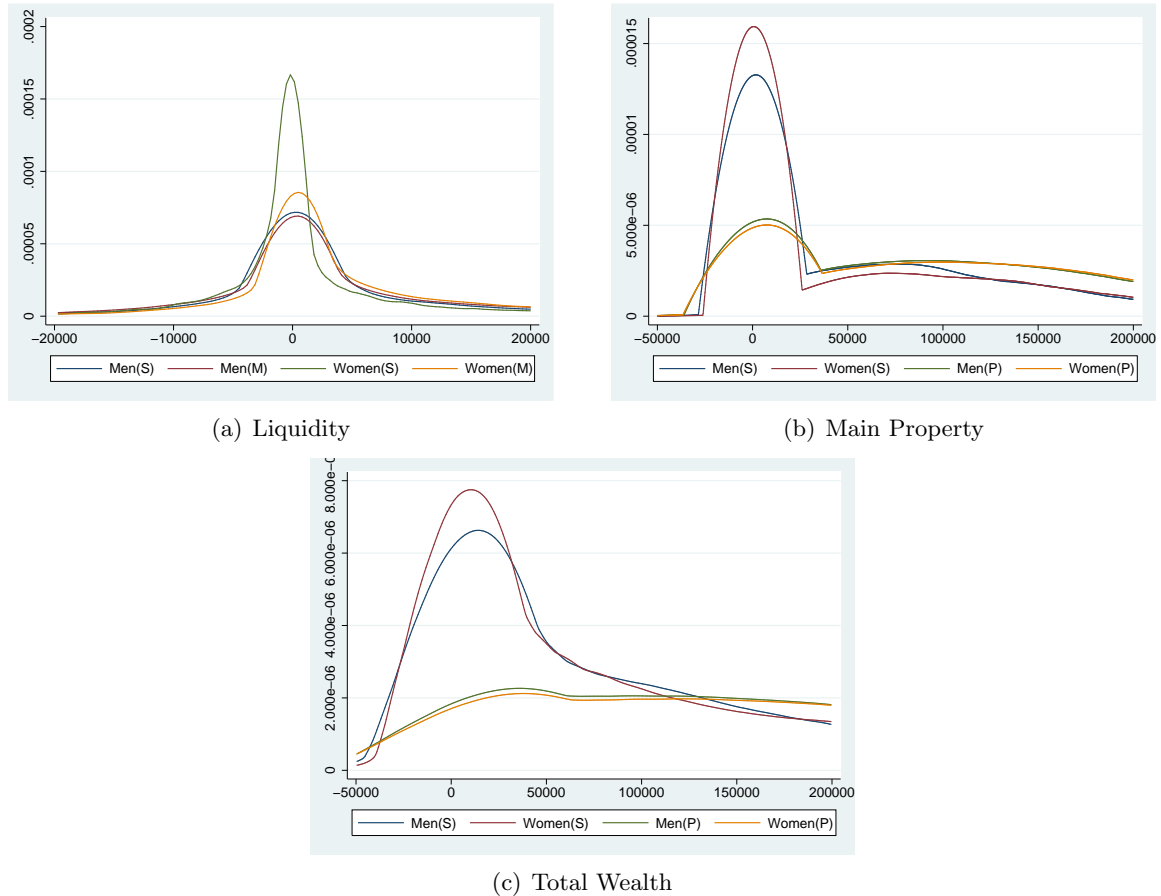 .0002
.00015
.0001
.00005
0
−20000 −10000 0 10000 20000
Men(S) Men(M) Women(S) Women(M)
(a) Liquidity
.000015
.00001
5.000e−06
0
−50000 0 50000 100000 150000 200000
Men(S) Women(S) Men(P) Women(P)
(b) Main Property
8.000e−0
6.000e−06
4.000e−06
2.000e−06
0
−50000 0 50000 100000 150000 200000
Men(S) Women(S) Men(P) Women(P)
(c) Total Wealth